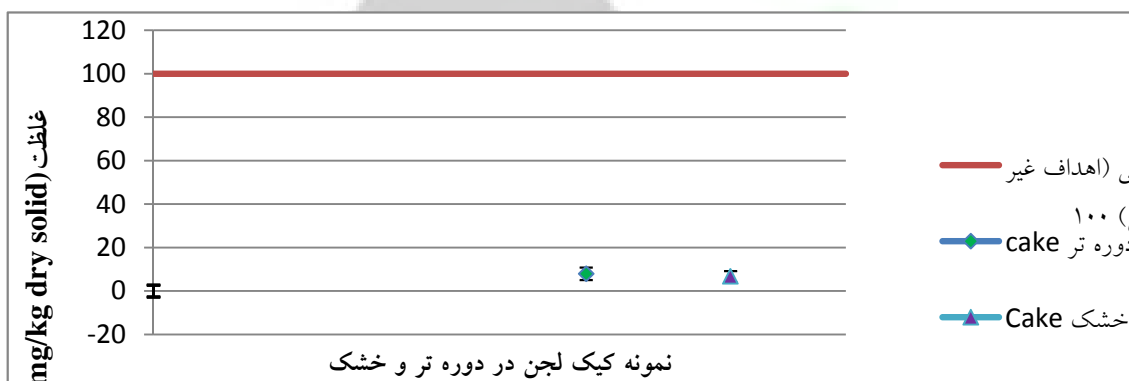 120
100
80
60
40
20
0
-20
غلظت (mg/kg dry solid
نمونه کیک لجن در دوره تر و خشک
(اهداف غیر
۱۰۰ (
دوره تر cake
خشک Cake